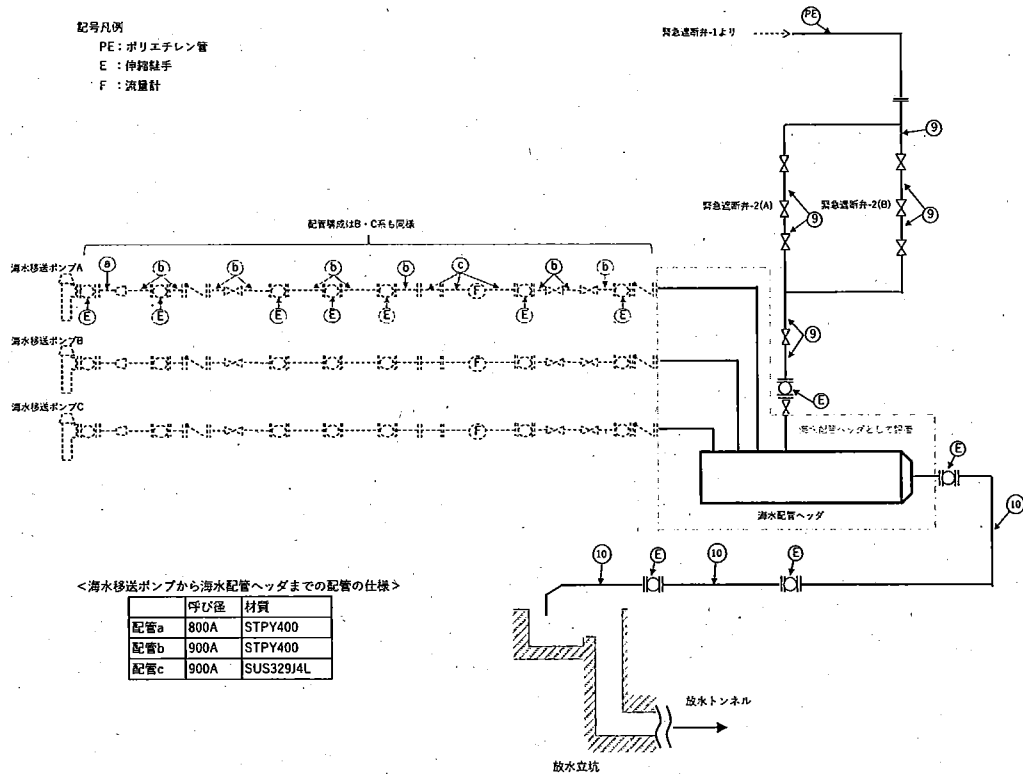 記号凡例
PE：ポリエチレン管
E ：伸縮継手
F ：流量計
PE
緊急遮断弁-1より
9
緊急遮断弁-2(A)
緊急遮断弁-2(B)
9
9
配管構成はB・C系も同様
海水移送ポンプA
a
b
b
b
b
c
b
b
F
E
E
E
E
E
E
E
9
海水移送ポンプB
F
E
海水移送ポンプC
F
海水配管ヘッダとして記載
E
海水配管ヘッダ
10
10
E
10
E
<海水移送ポンプから海水配管ヘッダまでの配管の仕様>
呼び径 材質
配管a 800A STPY400
配管b 900A STPY400
配管c 900A SUS329J4L
放水トンネル
放水立坑